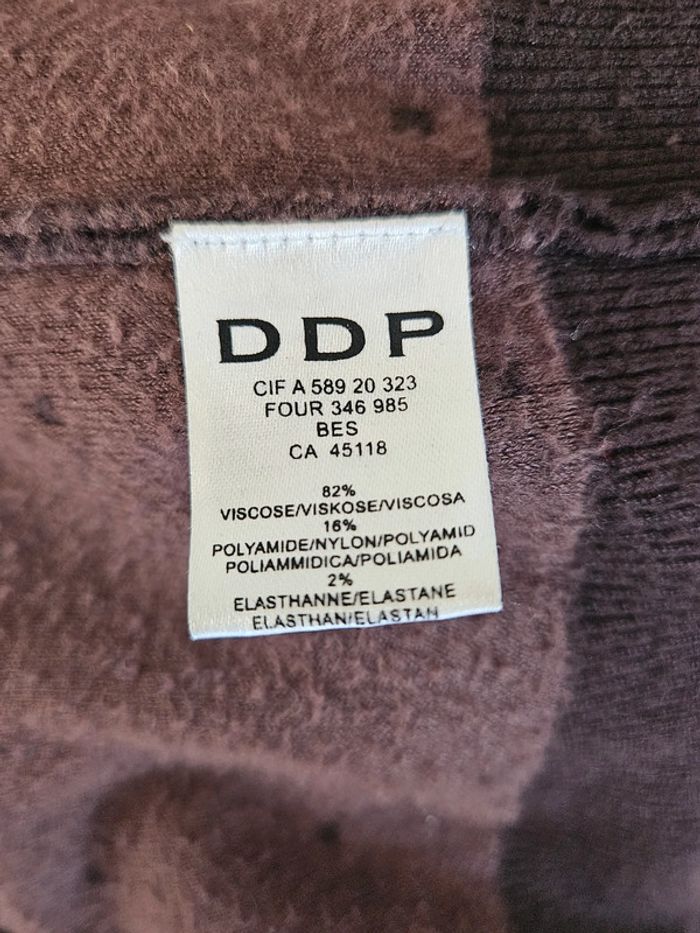 DDP
CIF A 589 20 323
FOUR 346 985
BES
CA 45118
82%
VISCOSE/VISKOSE/VISCOSA
16%
POLYAMIDE/NYLON/POLYAMID
POLIAMMIDICA/POLIAMIDA
2%
ELASTHANNE/ELASTANE
ELASTHAN/ELASTAN